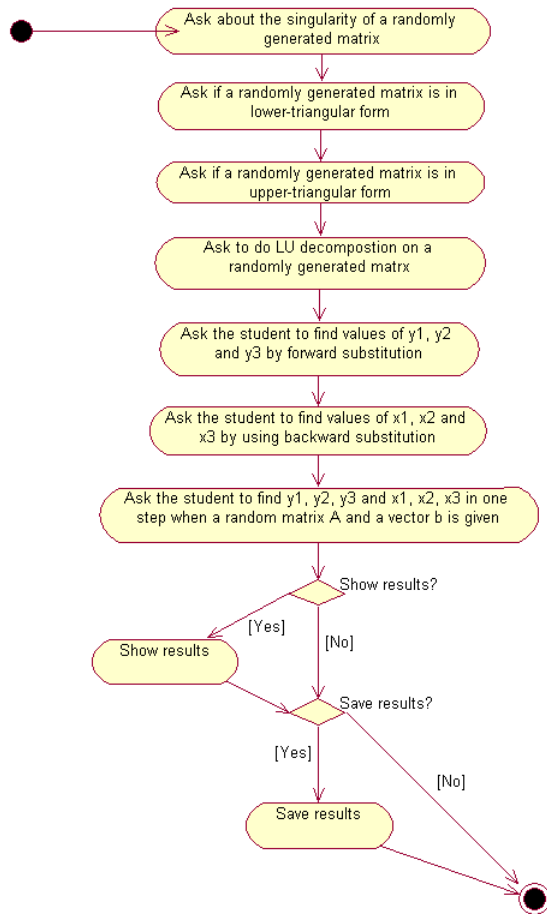 Ask about the singularity of a randomly
generated matrix
Ask if a randomly generated matrix is in
lower-triangular form
Ask if a randomly generated matrix is in
upper-triangular form
Ask to do LU decompostion on a
randomly generated matrx
Ask the student to find values of y1, y2
and y3 by forward substitution
Ask the student to find values of x1, x2 and
x3 by using backward substitution
Ask the student to find y1, y2, y3 and x1, x2, x3 in one
step when a random matrix A and a vector b is given
Show results?
[Yes]
[No]
Show results
Save results?
[Yes]
[No]
Save results